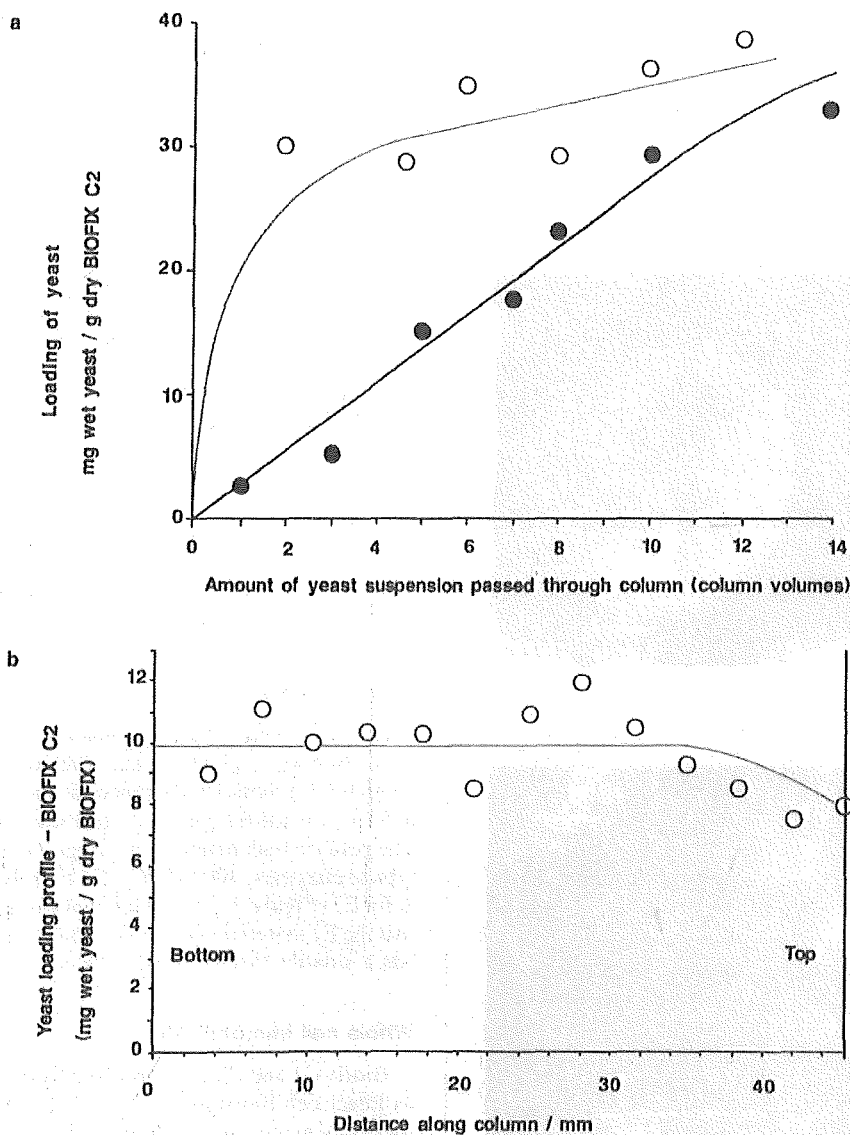 a
40
30
20
10
0
Loading of yeast
mg wet yeast / g dry BIOFIX C2
0 2 4 6 8 10 12 14
Amount of yeast suspension passed through column (column volumes)
b
12
10
8
6
4
2
0
Yeast loading profile – BIOFIX C2
(mg wet yeast / g dry BIOFIX)
Bottom
Top
0 10 20 30 40
Distance along column / mm